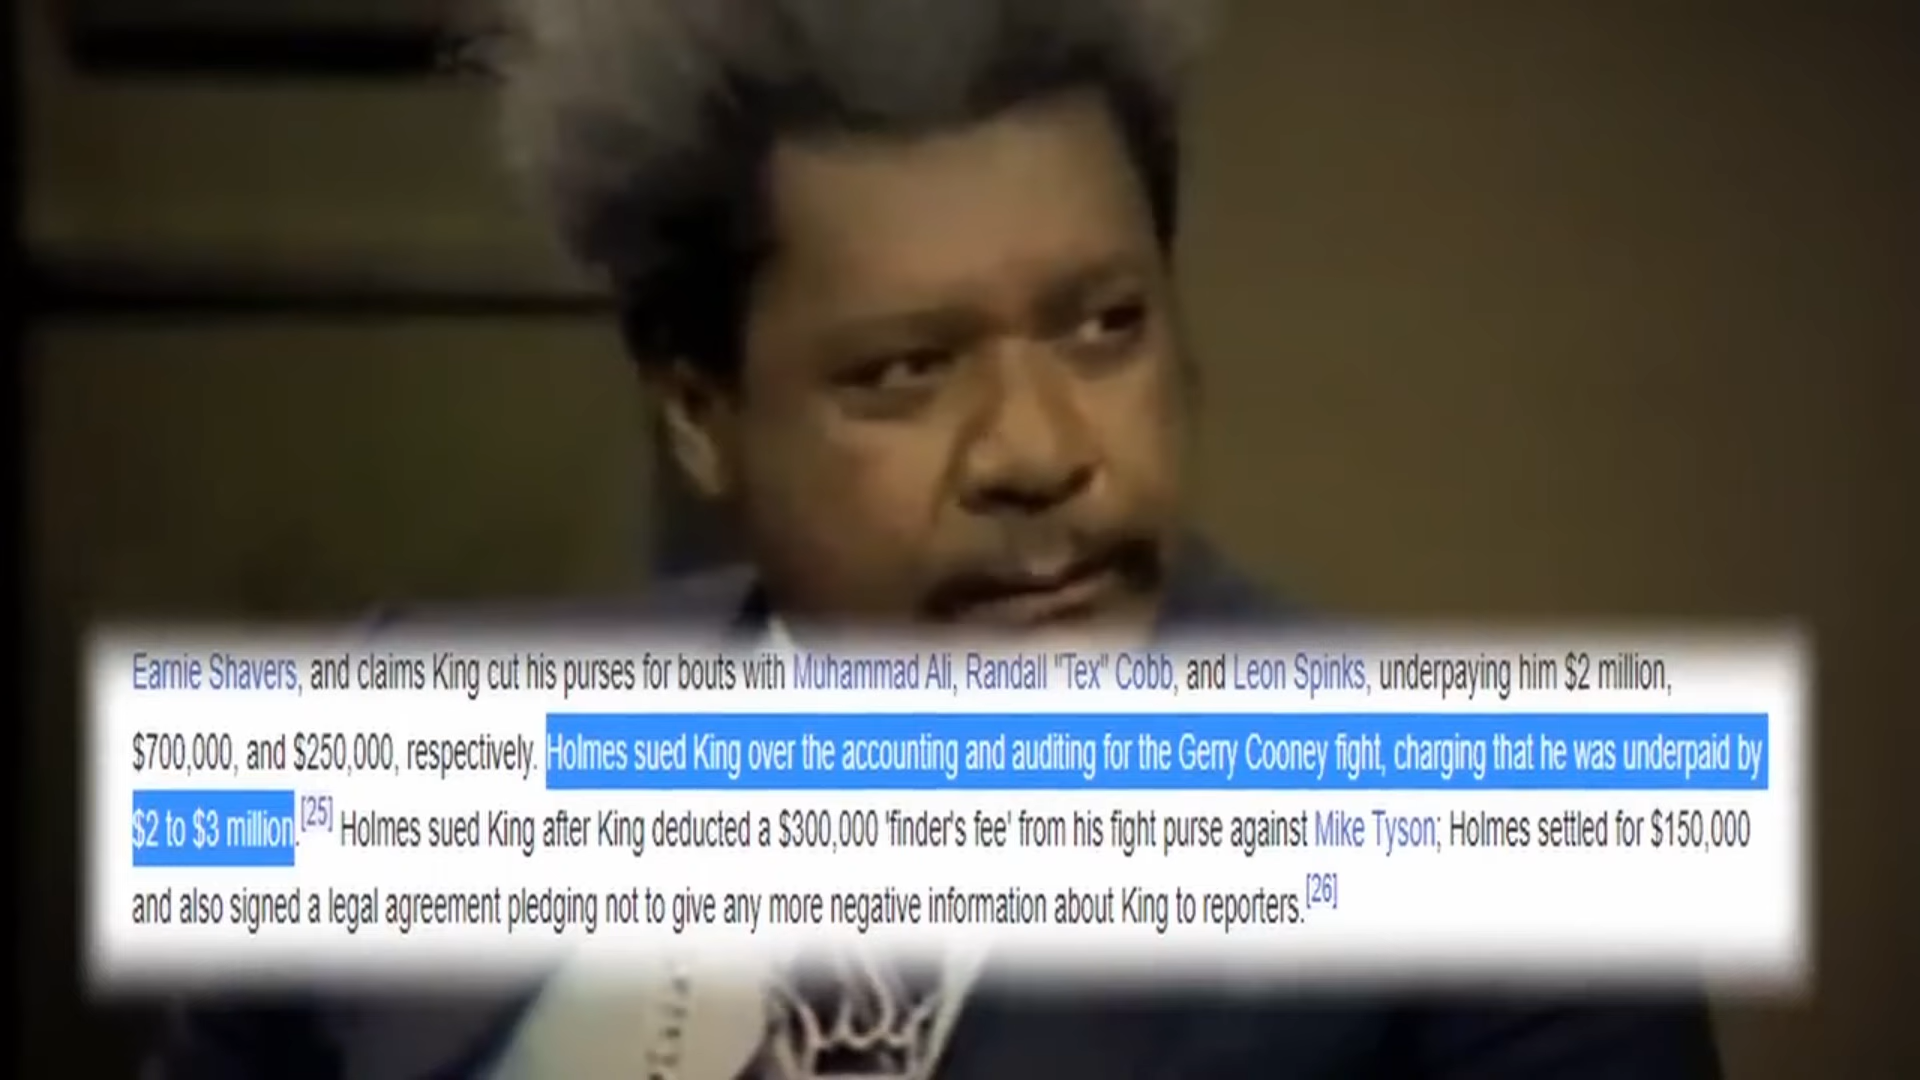 Earnie Shavers, and claims King cut his purses for bouts with Muhammad Ali, Randall "Tex" Cobb, and Leon Spinks, underpaying him $2 million,
$700,000, and $250,000, respectively. Holmes sued King over the accounting and auditing for the Gerry Cooney fight, charging that he was underpaid by
$2 to $3 million.[25] Holmes sued King after King deducted a $300,000 'finder's fee' from his fight purse against Mike Tyson; Holmes settled for $150,000
and also signed a legal agreement pledging not to give any more negative information about King to reporters.[26]